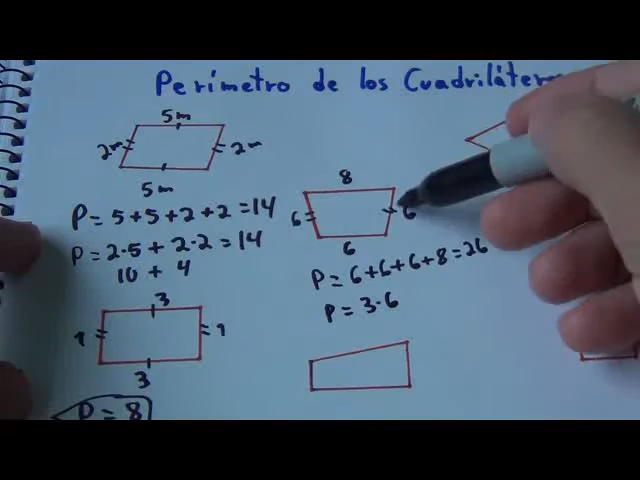 Perímetro de los Cuadriláteros
5m
2m
2m
5m
P = 5+5+2+2 = 14
P = 2·5 + 2·2 = 14
10 + 4
8
6
6
6
P = 6+6+6+8 = 26
P = 3·6
3
1
1
3
P = 8